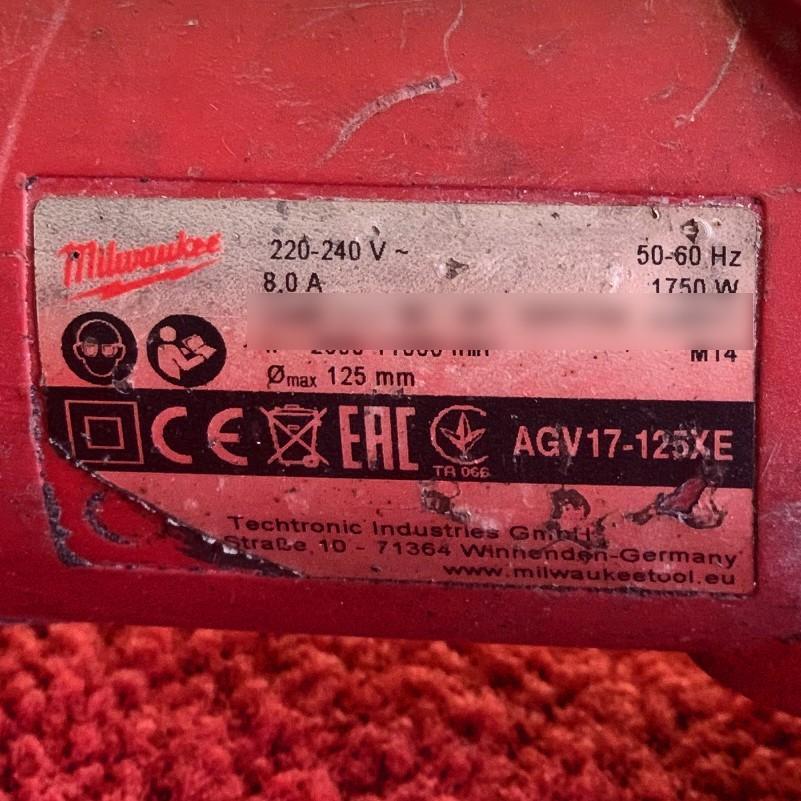 Milwaukee
220-240 V ~ 50-60 Hz
8.0 A 1750 W
M14
Ømax 125 mm
CE EAC TA 066 AGV17-125XE
Techtronic Industries GmbH
Straße 10 - 71364 Winnenden-Germany
www.milwaukeetool.eu